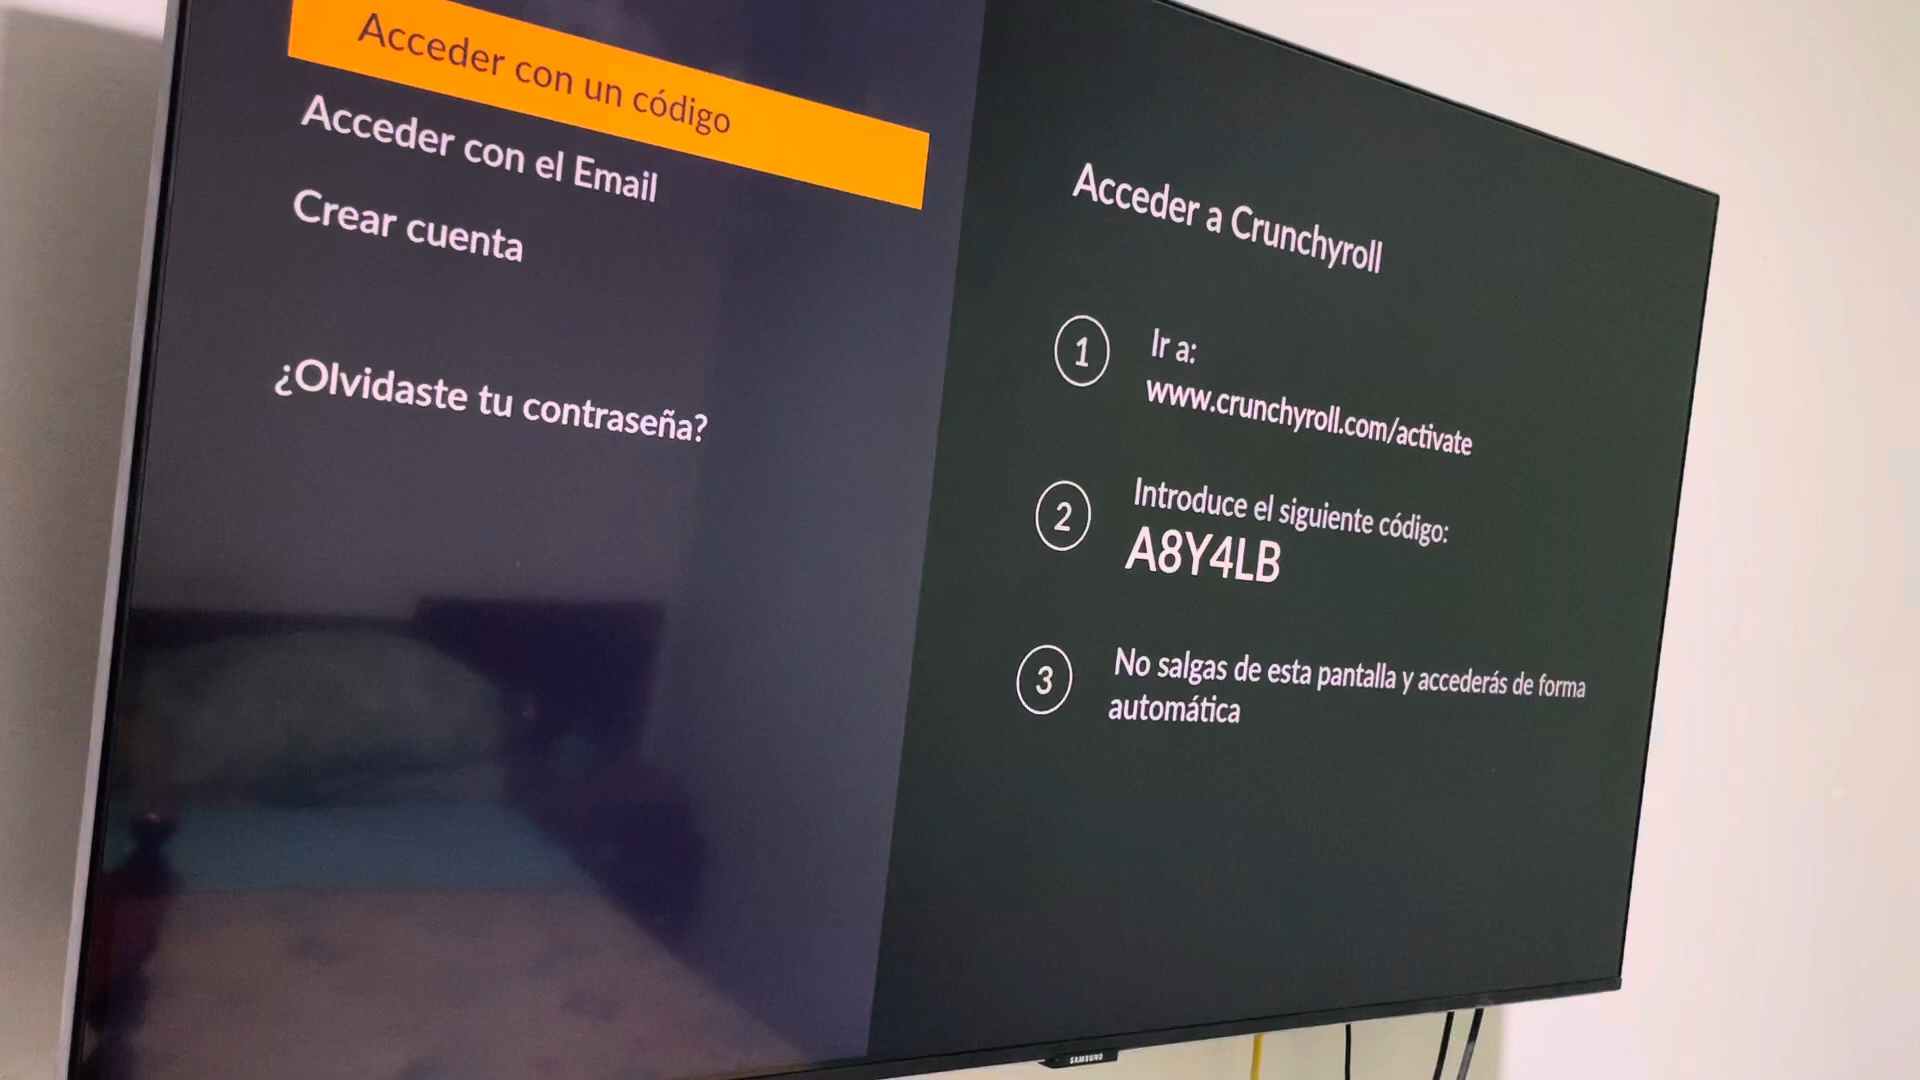 Acceder con un código
Acceder con el Email
Crear cuenta
¿Olvidaste tu contraseña?
Acceder a Crunchyroll
1
Ir a:
www.crunchyroll.com/activate
2
Introduce el siguiente código:
A8Y4LB
3
No salgas de esta pantalla y accederás de forma
automática
SAMSUNG